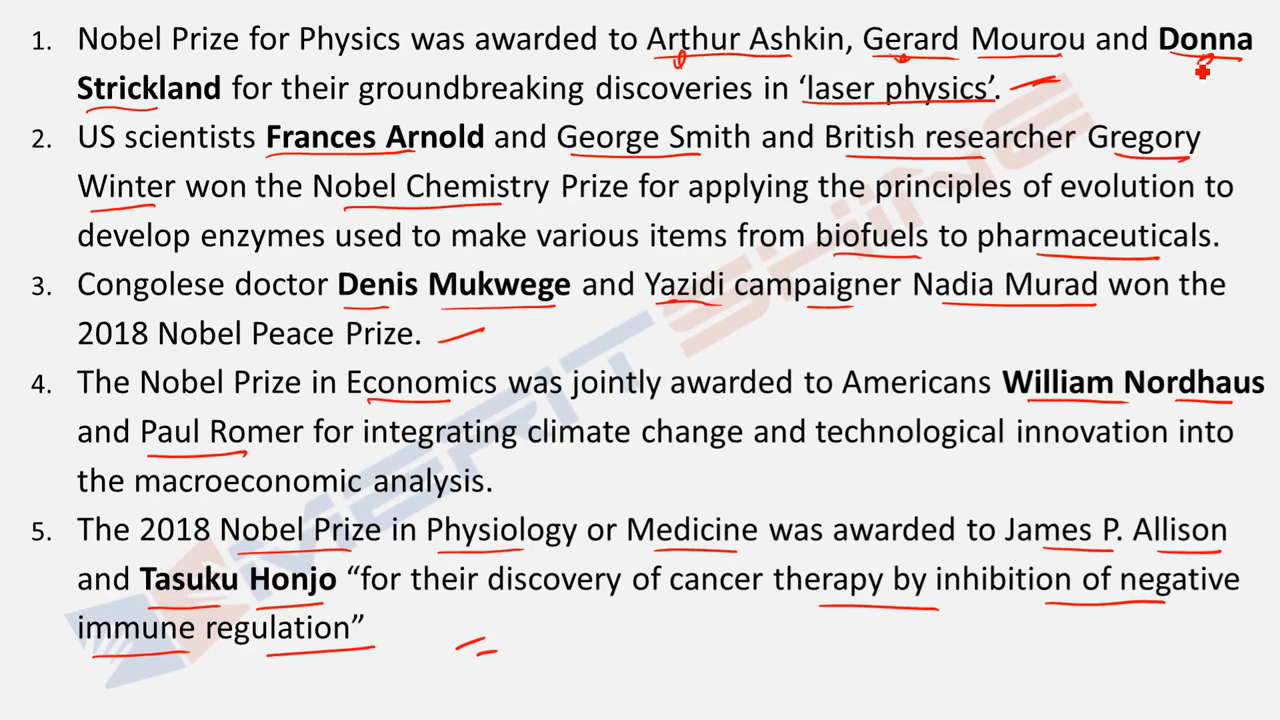 1. Nobel Prize for Physics was awarded to Arthur Ashkin, Gerard Mourou and Donna
Strickland for their groundbreaking discoveries in ‘laser physics’.
2. US scientists Frances Arnold and George Smith and British researcher Gregory
Winter won the Nobel Chemistry Prize for applying the principles of evolution to
develop enzymes used to make various items from biofuels to pharmaceuticals.
3. Congolese doctor Denis Mukwege and Yazidi campaigner Nadia Murad won the
2018 Nobel Peace Prize.
4. The Nobel Prize in Economics was jointly awarded to Americans William Nordhaus
and Paul Romer for integrating climate change and technological innovation into
the macroeconomic analysis.
5. The 2018 Nobel Prize in Physiology or Medicine was awarded to James P. Allison
and Tasuku Honjo “for their discovery of cancer therapy by inhibition of negative
immune regulation”
MERITSHINE